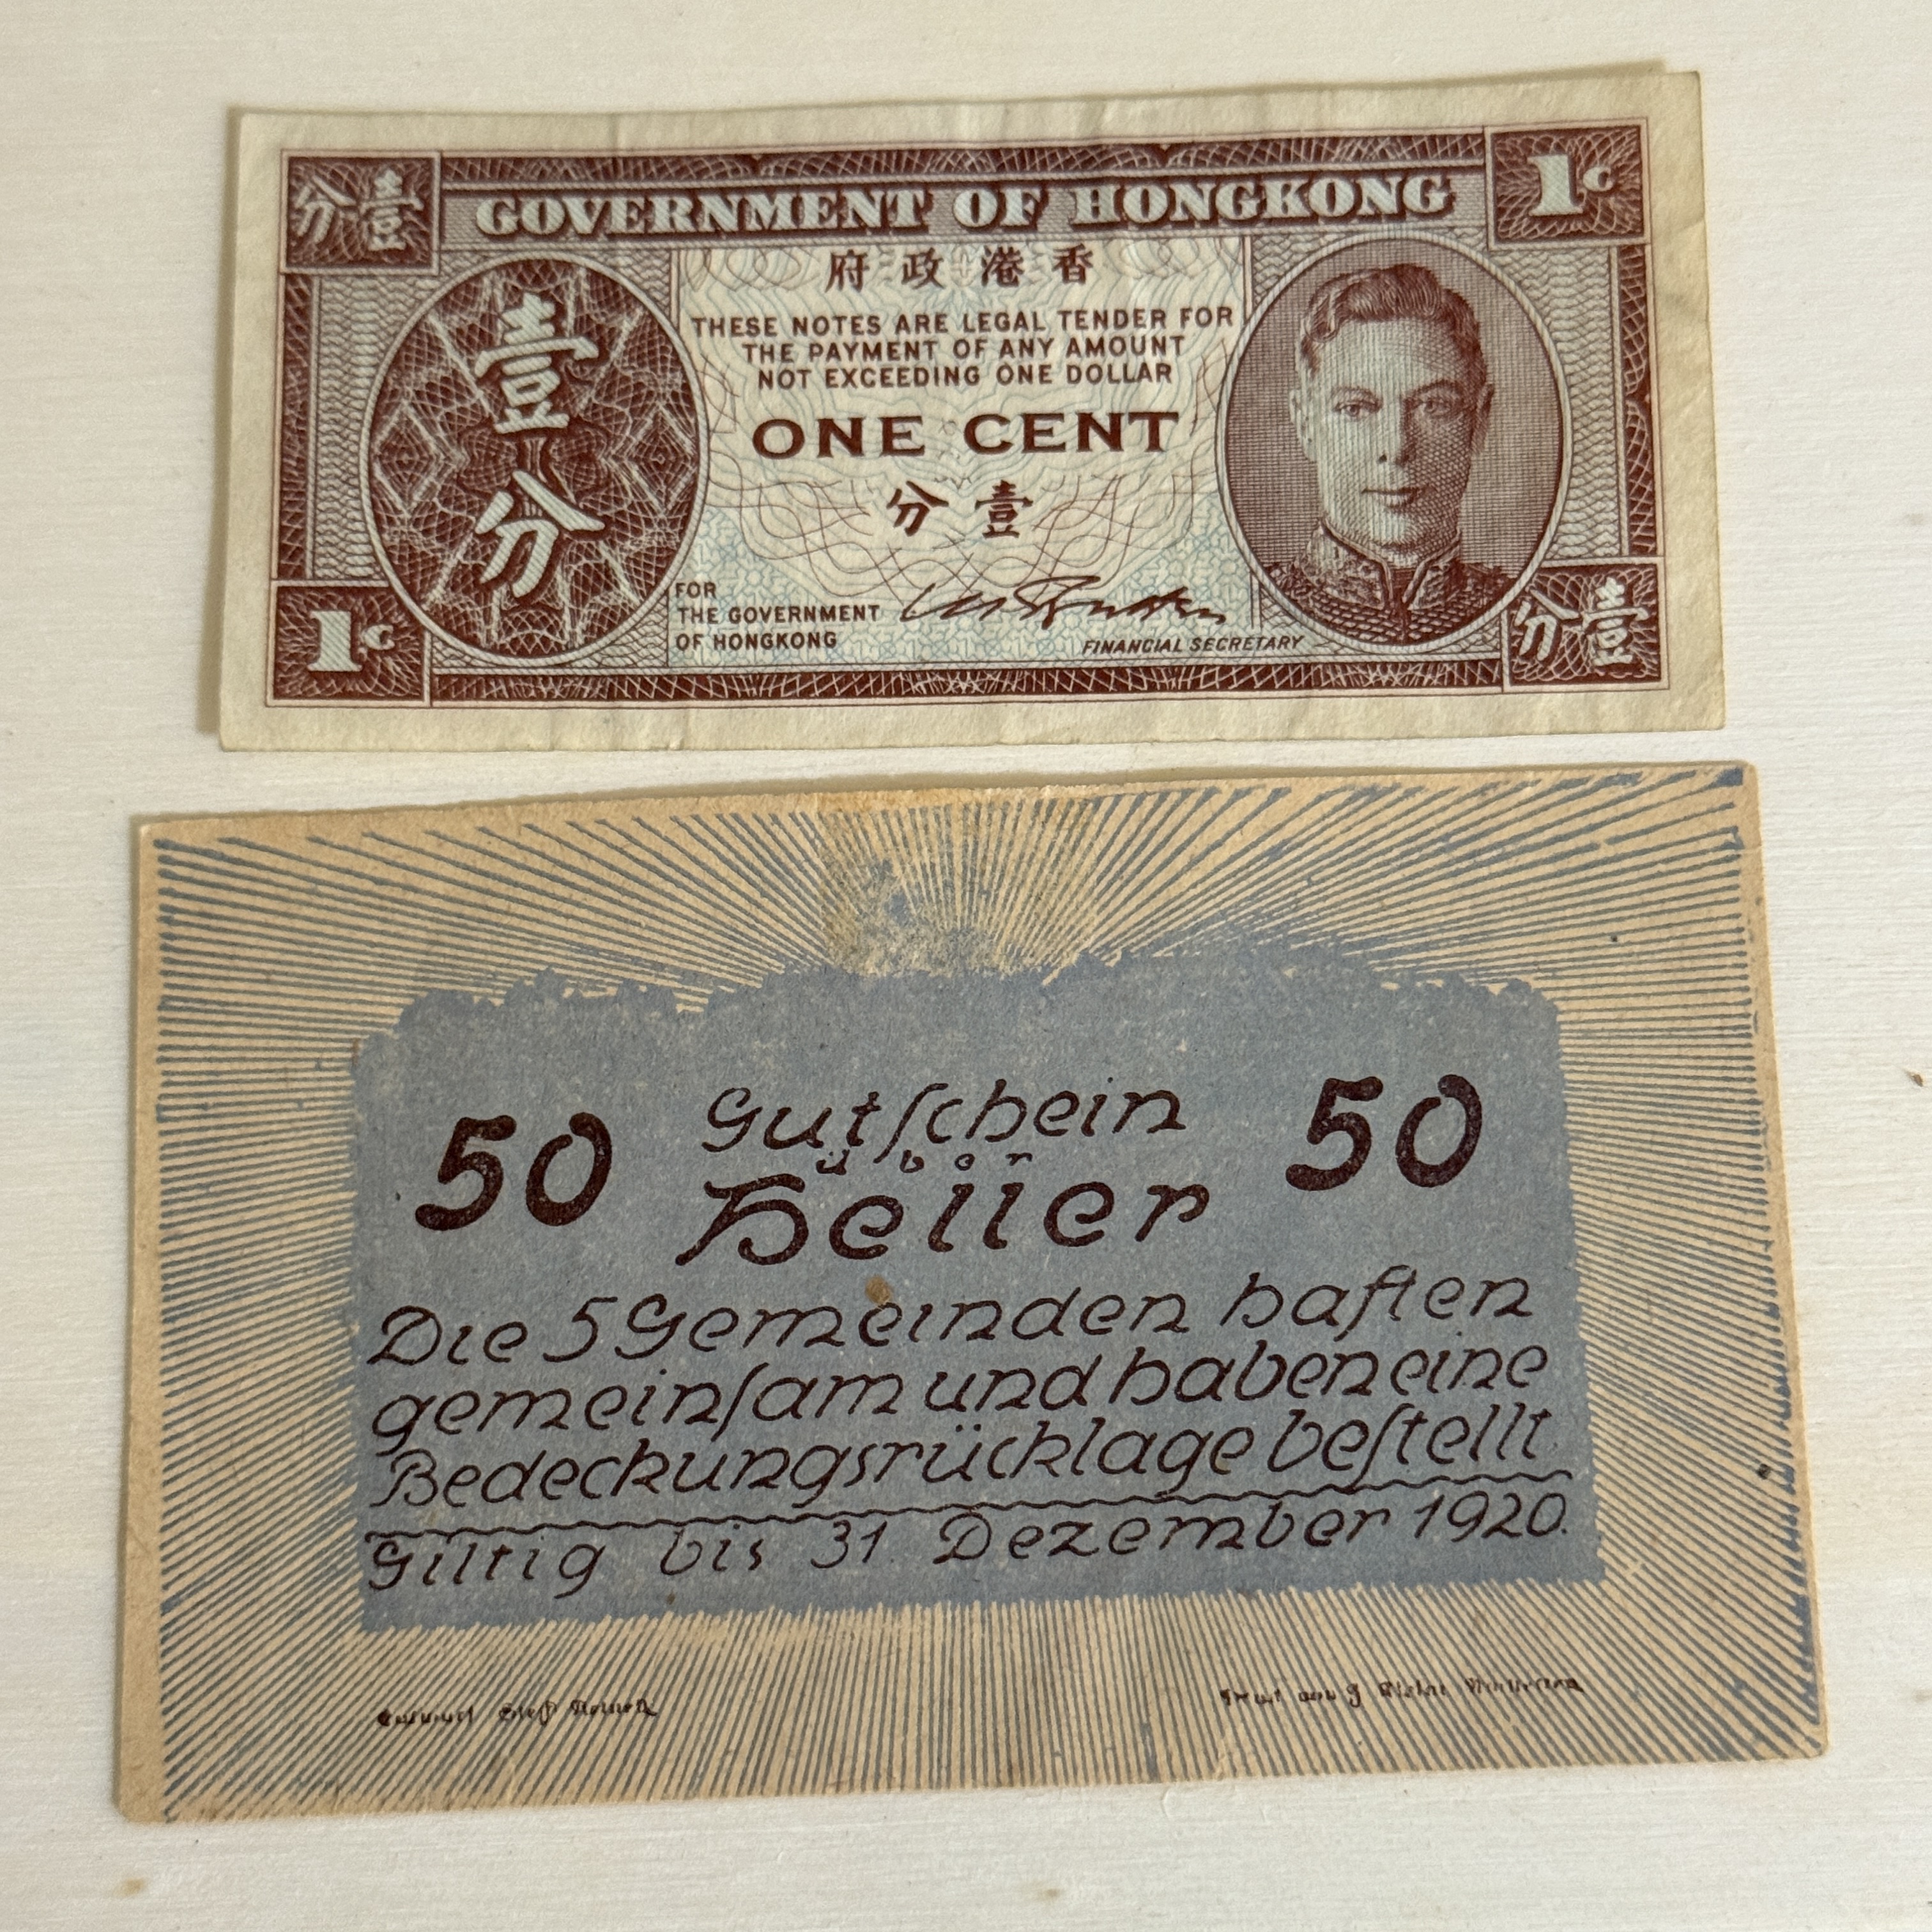 分壹
GOVERNMENT OF HONGKONG
1c
府政港香
THESE NOTES ARE LEGAL TENDER FOR
THE PAYMENT OF ANY AMOUNT
NOT EXCEEDING ONE DOLLAR
壹分
ONE CENT
分壹
FOR
THE GOVERNMENT
OF HONGKONG
FINANCIAL SECRETARY
1c
分壹
50 Gutſchein 50
über
Heller
Die 5 Gemeinden haften
gemeinſam und haben eine
Bedeckungsrücklage beſtellt
Giltig bis 31. Dezember 1920.